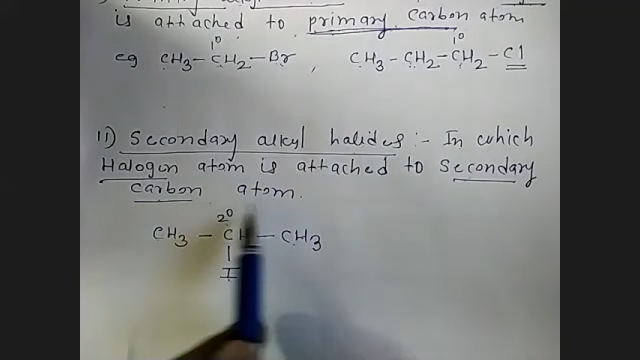 is attached to primary carbon atom
1°
eg CH3-CH2-Br, CH3-CH2-CH2-Cl
1°
11) Secondary alkyl halides:- In which
Halogen atom is attached to Secondary
carbon atom.
2°
CH3 - CH - CH3
|
I